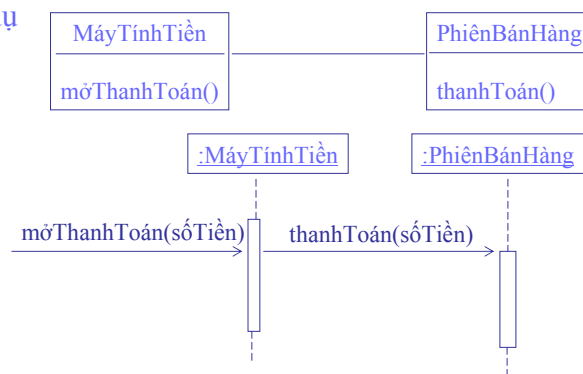 MáyTínhTiền
PhiênBánHàng
mởThanhToán()
thanhToán()
:MáyTínhTiền
:PhiênBánHàng
mởThanhToán(sốTiền)
thanhToán(sốTiền)